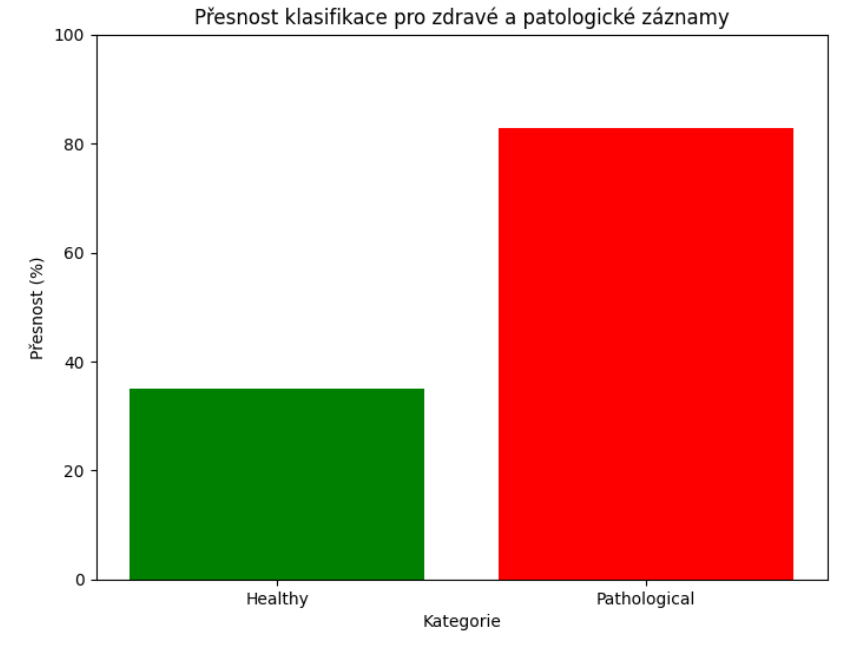 Přesnost klasifikace pro zdravé a patologické záznamy
100
80
60
40
20
0
Přesnost (%)
Healthy
Pathological
Kategorie